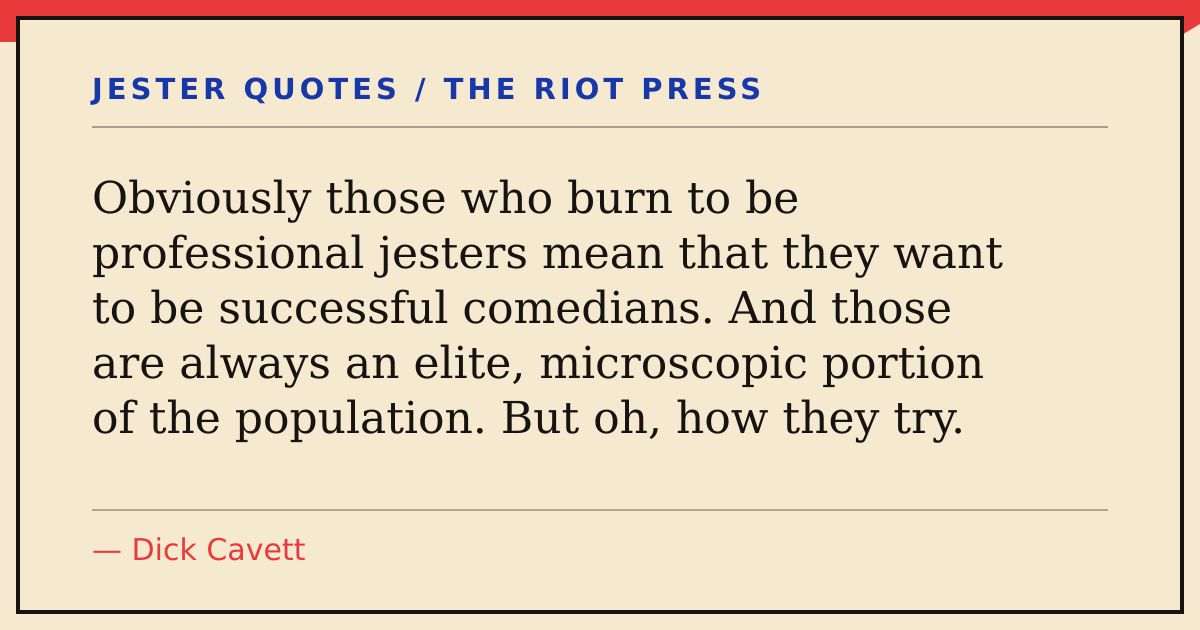 JESTER QUOTES / THE RIOT PRESS
Obviously those who burn to be
professional jesters mean that they want
to be successful comedians. And those
are always an elite, microscopic portion
of the population. But oh, how they try.
— Dick Cavett